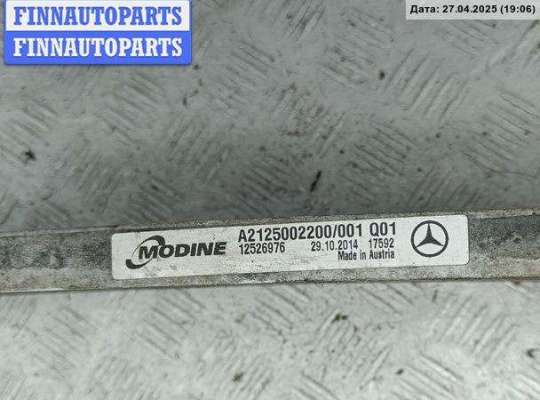 FINNAUTOPARTS
FINNAUTOPARTS
FINNAUTOPARTS
Дата: 27.04.2025 (19:06)
MODINE
A2125002200/001 Q01
12526976 29.10.2014 17592
Made in Austria